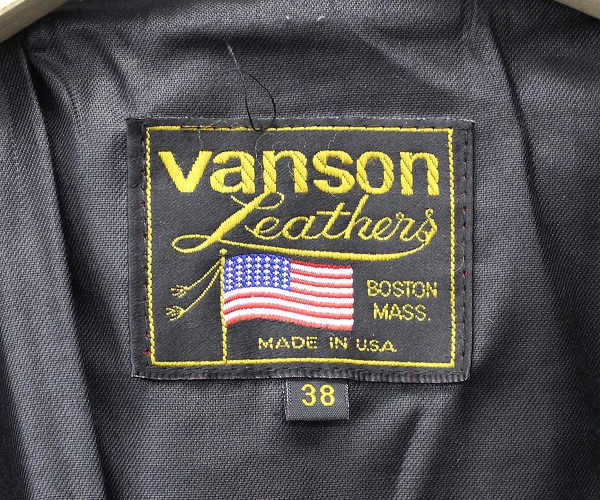 vanson
Leathers
BOSTON
MASS.
MADE IN U.S.A.
38